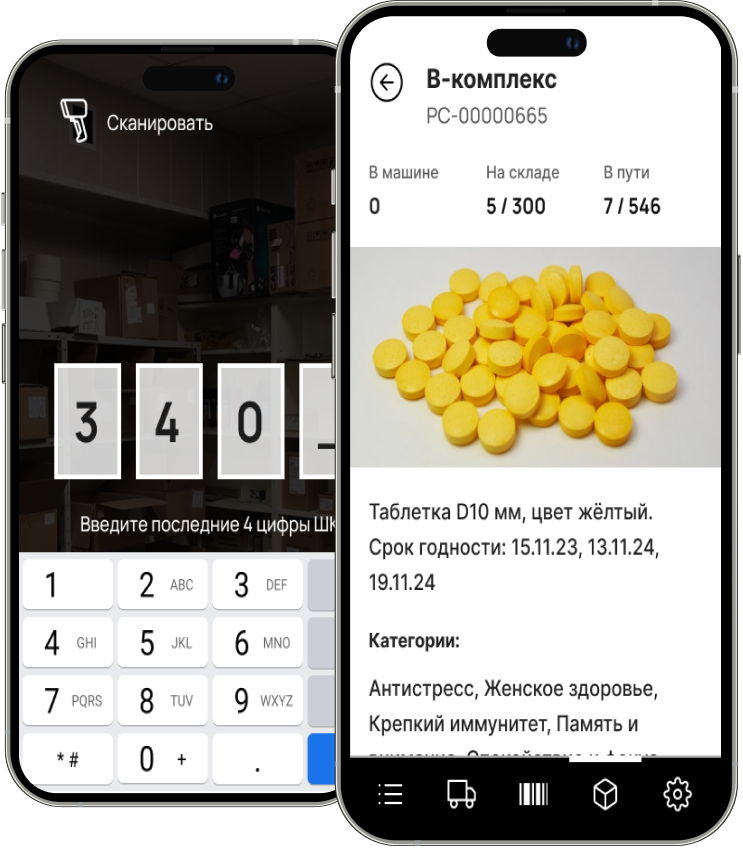 Сканировать
3 4 0 _
Введите последние 4 цифры ШК
1
2 ABC
3 DEF
4 GHI
5 JKL
6 MNO
7 PQRS
8 TUV
9 WXYZ
* #
0 +
.
В-комплекс
PC-00000665
В машине
На складе
В пути
0
5 / 300
7 / 546
Таблетка D10 мм, цвет жёлтый.
Срок годности: 15.11.23, 13.11.24,
19.11.24
Категории:
Антистресс, Женское здоровье,
Крепкий иммунитет, Память и